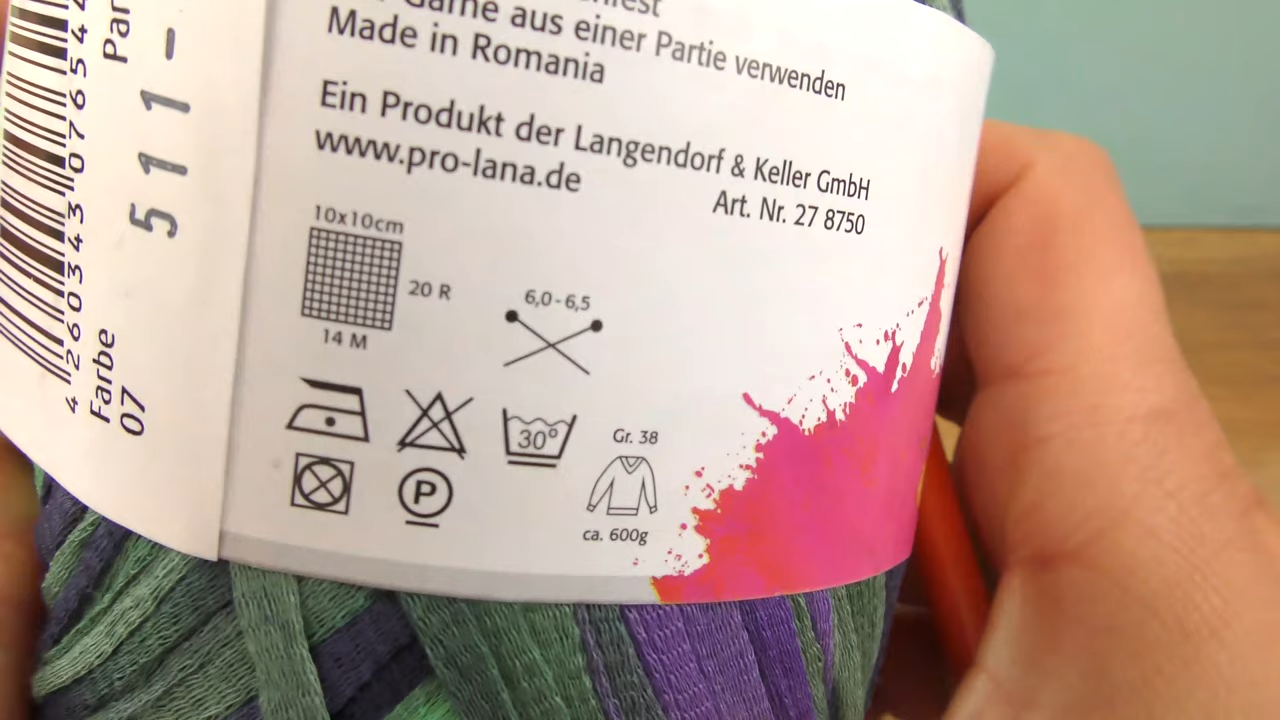 aus einer Partie verwenden
Made in Romania
Ein Produkt der Langendorf & Keller GmbH
www.pro-lana.de
Art. Nr. 27 8750
10x10cm
20 R
14 M
6,0-6,5
30°
P
Gr. 38
ca. 600g
4 260343 076544
Par
511-
Farbe
07